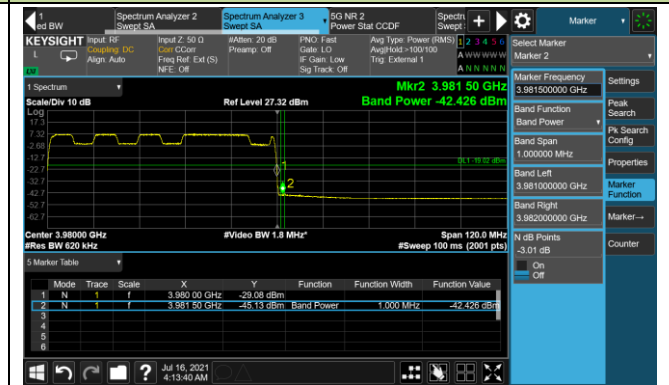 1
ed BW
Spectrum Analyzer 2
Swept SA
Spectrum Analyzer 3
Swept SA
5G NR 2
Power Stat CCDF
Spectr
Swept
Marker
KEYSIGHT
L
LV
Input: RF
Coupling: DC
Align: Auto
Input Z: 50 Ω
Corr CCorr
Freq Ref: Ext (S)
NFE: Off
#Atten: 20 dB
Preamp: Off
PNO: Fast
Gate: LO
IF Gain: Low
Sig Track: Off
Avg Type: Power (RMS)
Avg|Hold:>100/100
Trig: External 1
1 2 3 4 5 6
A W W W W W
A N N N N N
1 Spectrum
Mkr2 3.981 50 GHz
Scale/Div 10 dB
Ref Level 27.32 dBm
Band Power -42.426 dBm
Log
17.3
7.32
-2.68
-12.7
-22.7
-32.7
-42.7
-52.7
-62.7
1
2
DL1 -19.02 dBm
Center 3.98000 GHz
#Video BW 1.8 MHz*
Span 120.0 MHz
#Res BW 620 kHz
#Sweep 100 ms (2001 pts)
5 Marker Table
Mode Trace Scale X Y Function Function Width Function Value
1 N 1 f 3.980 00 GHz -29.08 dBm
2 N 1 f 3.981 50 GHz -45.13 dBm Band Power 1.000 MHz -42.426 dBm
3
4
5
6
Select Marker
Marker 2
Marker Frequency
3.981500000 GHz
Band Function
Band Power
Band Span
1.000000 MHz
Band Left
3.981000000 GHz
Band Right
3.982000000 GHz
N dB Points
-3.01 dB
On
Off
Settings
Peak
Search
Pk Search
Config
Properties
Marker
Function
Marker→
Counter
?
Jul 16, 2021
4:13:40 AM